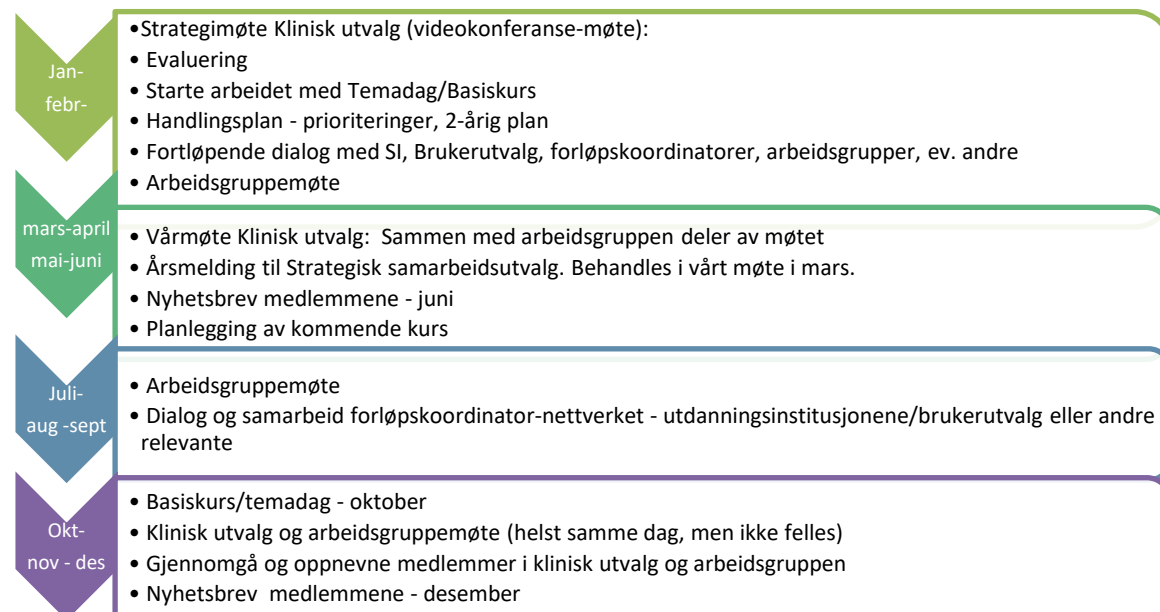 Jan-
febr-
•Strategimøte Klinisk utvalg (videokonferanse-møte):
• Evaluering
• Starte arbeidet med Temadag/Basiskurs
• Handlingsplan - prioriteringer, 2-årig plan
• Fortløpende dialog med SI, Brukerutvalg, forløpskoordinatorer, arbeidsgrupper, ev. andre
• Arbeidsgruppemøte
mars-april
mai-juni
• Vårmøte Klinisk utvalg: Sammen med arbeidsgruppen deler av møtet
• Årsmelding til Strategisk samarbeidsutvalg. Behandles i vårt møte i mars.
• Nyhetsbrev medlemmene - juni
• Planlegging av kommende kurs
Juli-
aug -sept
• Arbeidsgruppemøte
• Dialog og samarbeid forløpskoordinator-nettverket - utdanningsinstitusjonene/brukerutvalg eller andre
relevante
Okt-
nov - des
• Basiskurs/temadag - oktober
• Klinisk utvalg og arbeidsgruppemøte (helst samme dag, men ikke felles)
• Gjennomgå og oppnevne medlemmer i klinisk utvalg og arbeidsgruppen
• Nyhetsbrev medlemmene - desember